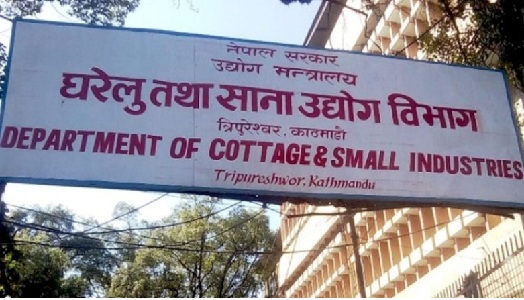 नेपाल सरकार
उद्योग मन्त्रालय
घरेलु तथा साना उद्योग विभाग
त्रिपुरेश्वर, काठमाडौं
DEPARTMENT OF COTTAGE & SMALL INDUSTRIES
Tripureshwor, Kathmandu